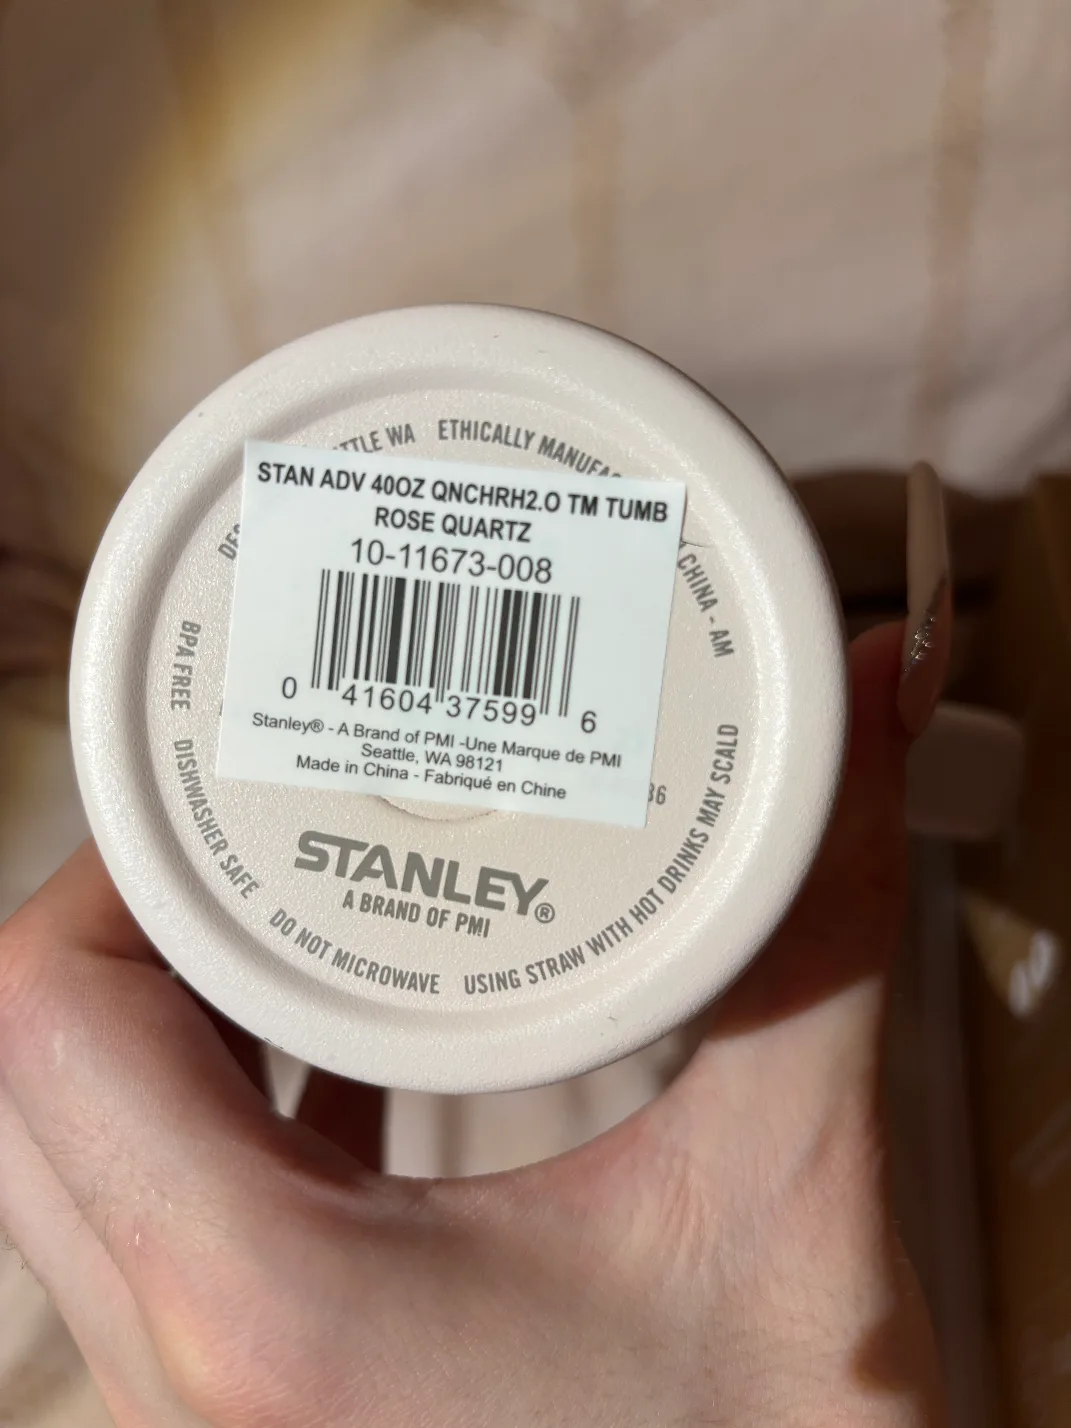 STAN ADV 40OZ QNCHRH2.O TM TUMB
ROSE QUARTZ
10-11673-008
0 41604 37599 6
Stanley® - A Brand of PMI -Une Marque de PMI
Seattle, WA 98121
Made in China - Fabriqué en Chine
WA ETHICALLY
CHINA - AM
BPA FREE
DISHWASHER SAFE
DO NOT MICROWAVE
USING STRAW WITH HOT DRINKS MAY SCALD
STANLEY®
A BRAND OF PMI